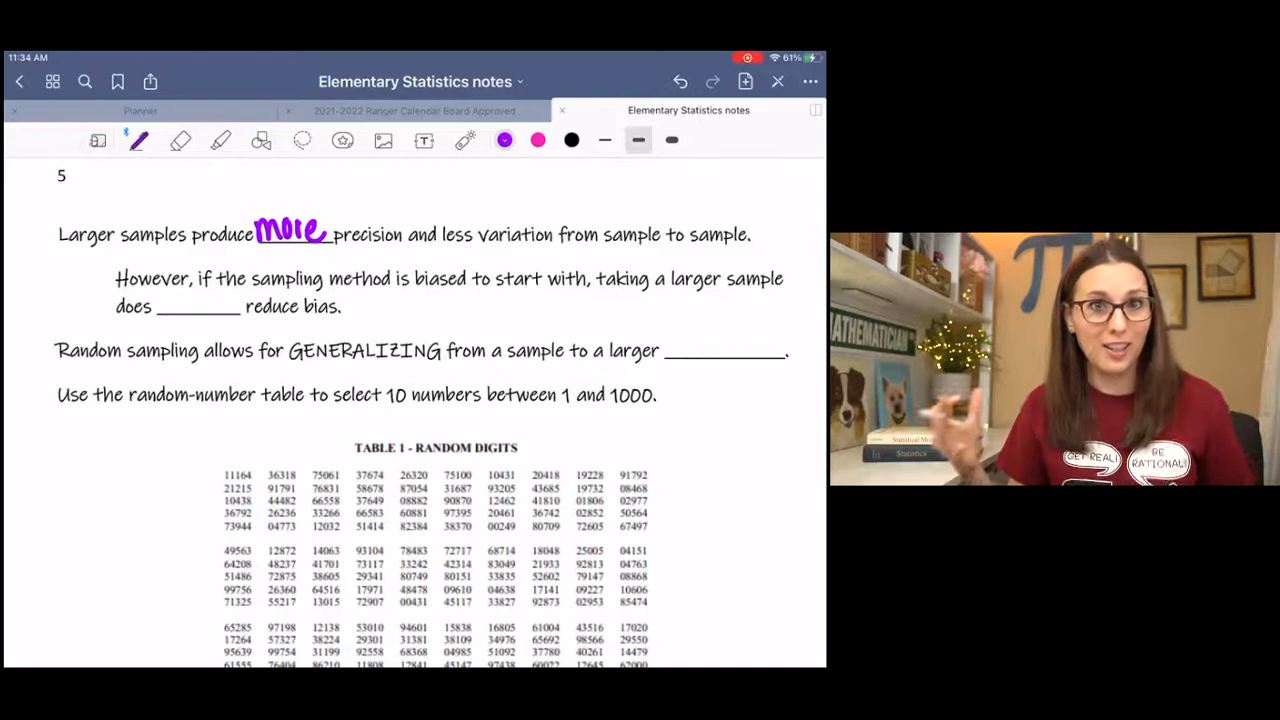 11:34 AM
61%
Elementary Statistics notes
Planner
2021-2022 Ranger Calendar Board Approved
Elementary Statistics notes
5
Larger samples produce more precision and less variation from sample to sample.
However, if the sampling method is biased to start with, taking a larger sample
does ________ reduce bias.
Random sampling allows for GENERALIZING from a sample to a larger ____________.
Use the random-number table to select 10 numbers between 1 and 1000.
TABLE 1 - RANDOM DIGITS
11164 36318 75061 37674 26320 75100 10431 20418 19228 91792
21215 91791 76831 58678 87054 31687 93205 43685 19732 08468
10438 44482 66558 37649 08882 90870 12462 41810 01806 02977
36792 26236 33266 66583 60881 97395 20461 36742 02852 50564
73944 04773 12032 51414 82384 38370 00249 80709 72605 67497
49563 12872 14063 93104 78483 72717 68714 18048 25005 04151
64208 48237 41701 73117 33242 42314 83049 21933 92813 04763
51486 72875 38605 29341 80749 80151 33835 52602 79147 08868
99756 26360 64516 17971 48478 09610 04638 17141 09227 10606
71325 55217 13015 72907 00431 45117 33827 92873 02953 85474
65285 97198 12138 53010 94601 15838 16805 61004 43516 17020
17264 57327 38224 29301 31381 38109 34976 65692 98566 29550
95639 99754 31199 92558 68368 04985 51092 37780 40261 14479
61555 76404 86210 11808 12841 45147 97438 60022 12645 62000
MATHEMATICIAN
Statistics
GET REAL!
BE
RATIONAL!